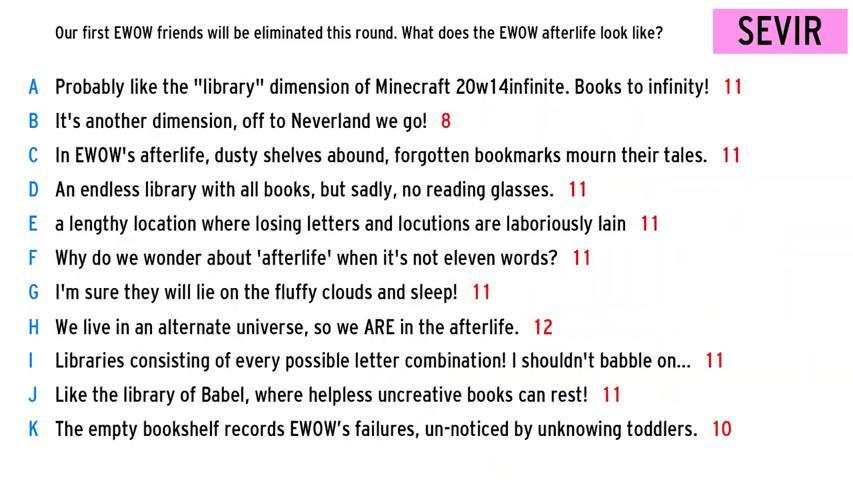 Our first EWOW friends will be eliminated this round. What does the EWOW afterlife look like?
SEVIR
A Probably like the "library" dimension of Minecraft 20w14infinite. Books to infinity! 11
B It's another dimension, off to Neverland we go! 8
C In EWOW's afterlife, dusty shelves abound, forgotten bookmarks mourn their tales. 11
D An endless library with all books, but sadly, no reading glasses. 11
E a lengthy location where losing letters and locutions are laboriously lain 11
F Why do we wonder about 'afterlife' when it's not eleven words? 11
G I'm sure they will lie on the fluffy clouds and sleep! 11
H We live in an alternate universe, so we ARE in the afterlife. 12
I Libraries consisting of every possible letter combination! I shouldn't babble on... 11
J Like the library of Babel, where helpless uncreative books can rest! 11
K The empty bookshelf records EWOW’s failures, un-noticed by unknowing toddlers. 10